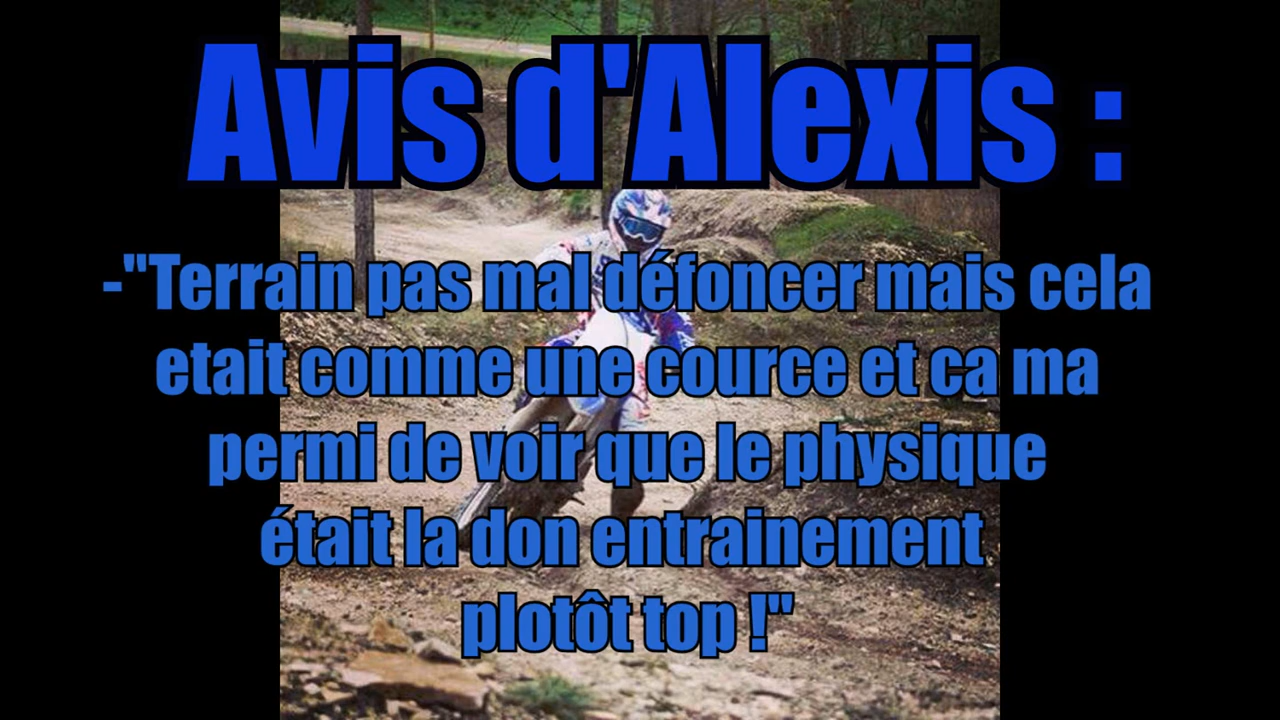 Avis d'Alexis :
-"Terrain pas mal défoncer mais cela
etait comme une cource et ca ma
permi de voir que le physique
était la don entrainement
plotôt top !"